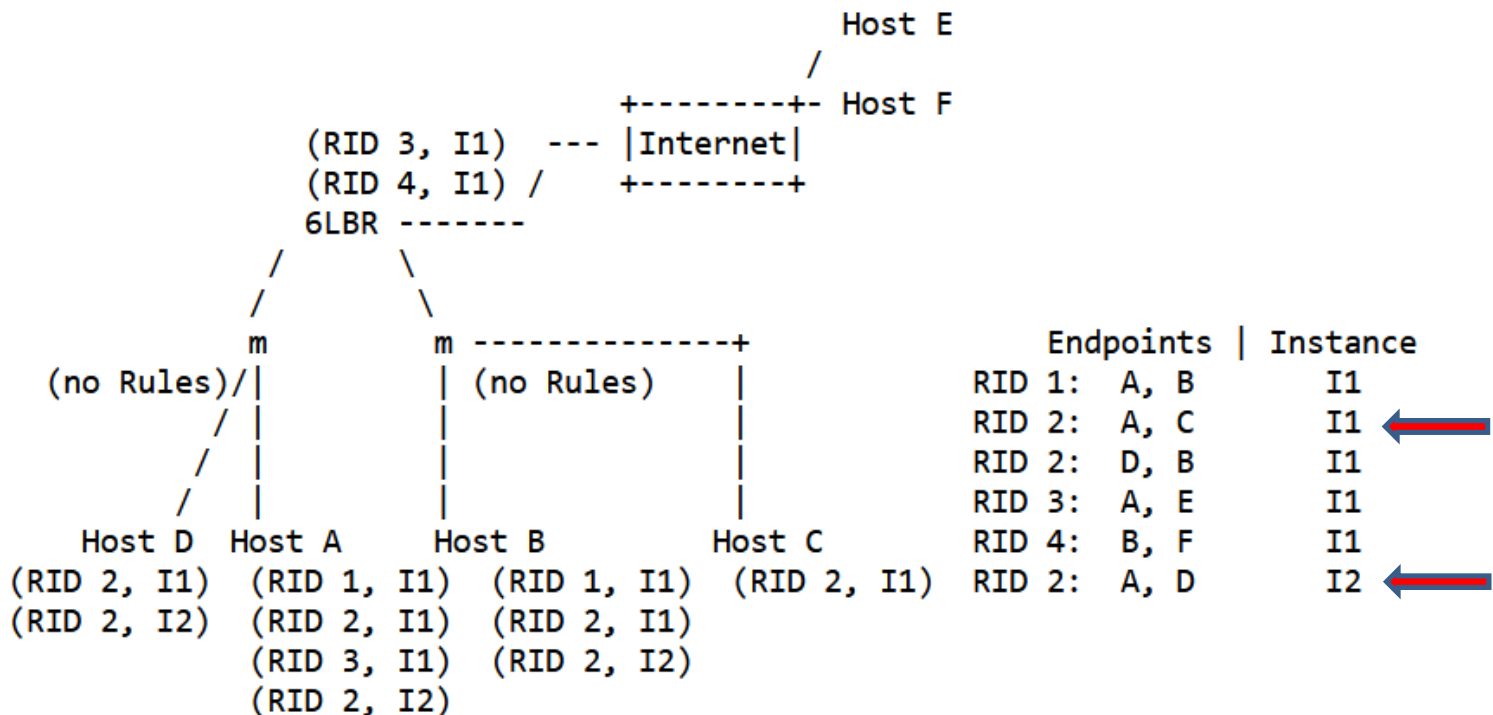 Host E
/
+--------+- Host F
(RID 3, I1)  --- |Internet|
(RID 4, I1) /    +--------+
6LBR -------
/      \
/        \
m        m --------------+    Endpoints | Instance
(no Rules)/|        | (no Rules)    |    RID 1:  A, B      I1
/ |        |              |    RID 2:  A, C      I1
/  |        |              |    RID 2:  D, B      I1
/   |        |              |    RID 3:  A, E      I1
Host D  Host A    Host B        Host C    RID 4:  B, F      I1
(RID 2, I1)  (RID 1, I1)  (RID 1, I1)  (RID 2, I1)  RID 2:  A, D      I2
(RID 2, I2)  (RID 2, I1)  (RID 2, I1)
(RID 3, I1)  (RID 2, I2)
(RID 2, I2)